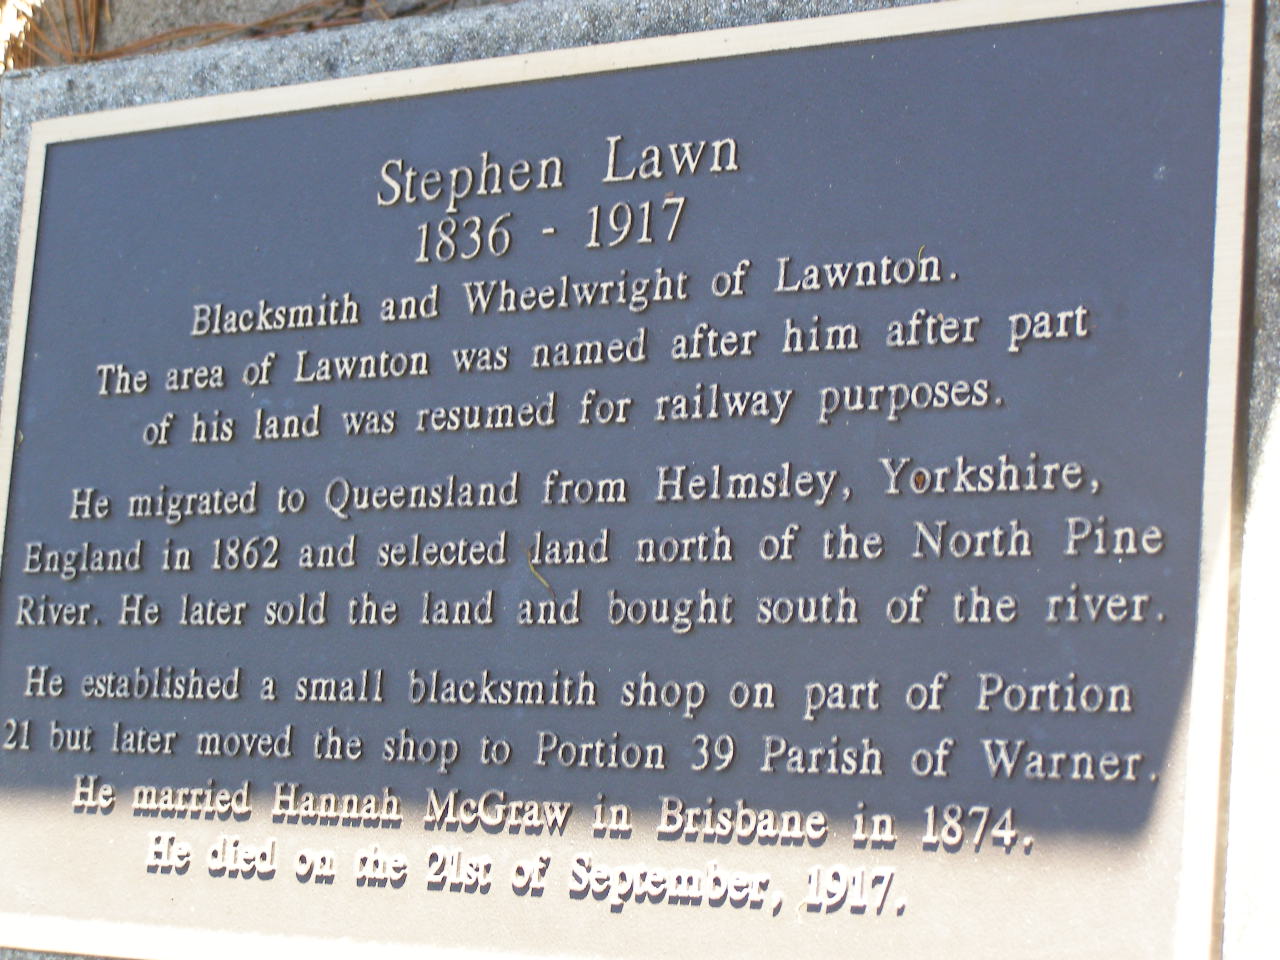 Stephen Lawn
1836 - 1917
Blacksmith and Wheelwright of Lawnton.
The area of Lawnton was named after him after part
of his land was resumed for railway purposes.
He migrated to Queensland from Helmsley, Yorkshire,
England in 1862 and selected land north of the North Pine
River. He later sold the land and bought south of the river.
He established a small blacksmith shop on part of Portion
21 but later moved the shop to Portion 39 Parish of Warner.
He married Hannah McGraw in Brisbane in 1874.
He died on the 21st of September, 1917.